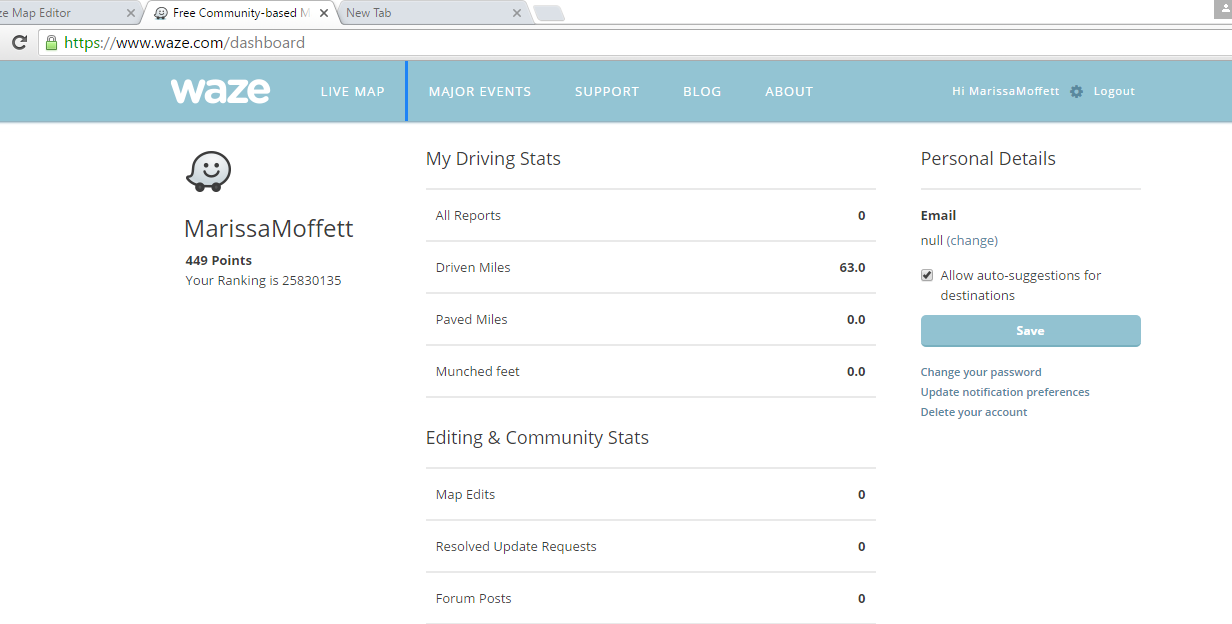 ze Map Editor
Free Community-based M
New Tab
https://www.waze.com/dashboard
waze
LIVE MAP
MAJOR EVENTS
SUPPORT
BLOG
ABOUT
Hi MarissaMoffett
Logout
MarissaMoffett
449 Points
Your Ranking is 25830135
My Driving Stats
All Reports 0
Driven Miles 63.0
Paved Miles 0.0
Munched feet 0.0
Editing & Community Stats
Map Edits 0
Resolved Update Requests 0
Forum Posts 0
Personal Details
Email
null (change)
Allow auto-suggestions for
destinations
Save
Change your password
Update notification preferences
Delete your account